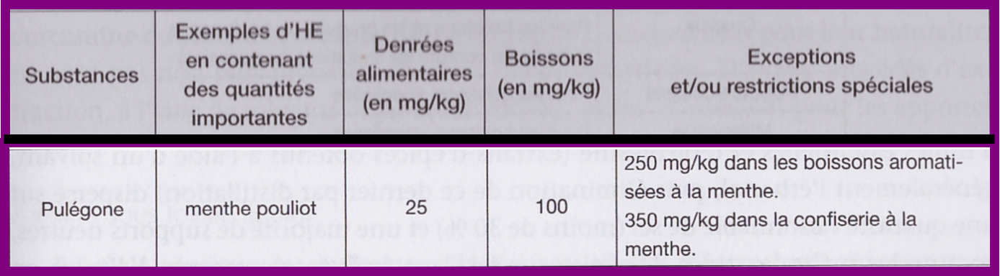 Substances
Exemples d'HE
en contenant
des quantités
importantes
Denrées
alimentaires
(en mg/kg)
Boissons
(en mg/kg)
Exceptions
et/ou restrictions spéciales
Pulégone
menthe pouliot
25
100
250 mg/kg dans les boissons aromati-
sées à la menthe.
350 mg/kg dans la confiserie à la
menthe.